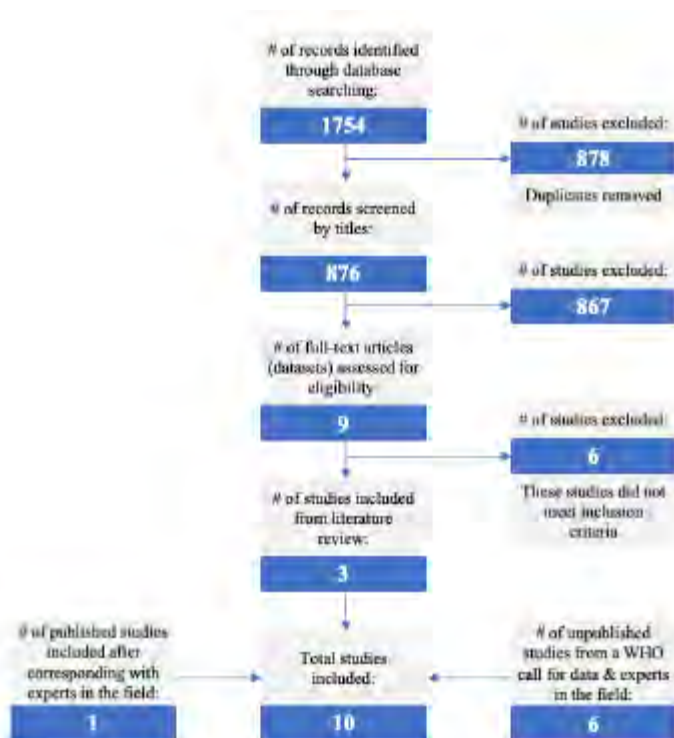 # of records identified
through database
searching:
1754
# of studies excluded:
878
Duplicates removed
# of records screened
by titles:
876
# of studies excluded:
867
# of full-text articles
(datasets) assessed for
eligibility
9
# of studies excluded:
6
These studies did not
meet inclusion
criteria
# of studies included
from literature
review:
3
# of published studies
included after
corresponding with
experts in the field:
1
Total studies
included:
10
# of unpublished
studies from a WHO
call for data & experts
in the field:
6